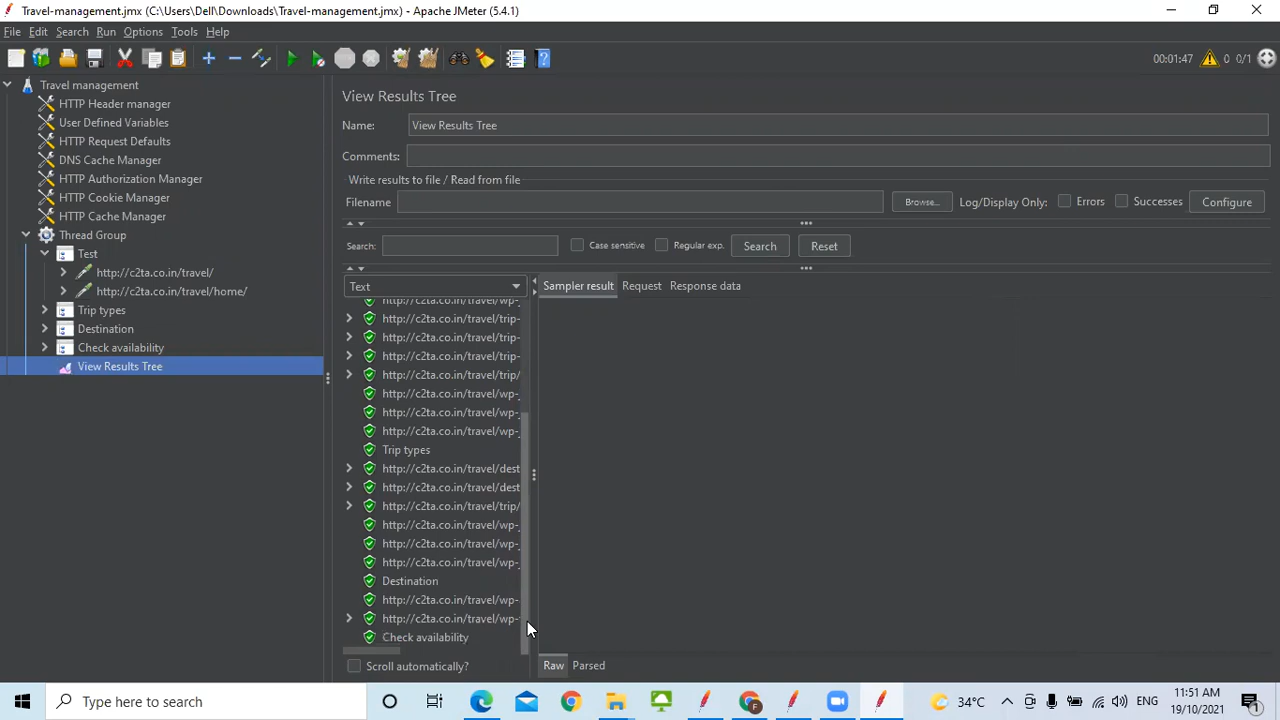 Travel-management.jmx (C:\Users\Dell\Downloads\Travel-management.jmx) - Apache JMeter (5.4.1)
File Edit Search Run Options Tools Help
00:01:47 0 0/1
Travel management
HTTP Header manager
User Defined Variables
HTTP Request Defaults
DNS Cache Manager
HTTP Authorization Manager
HTTP Cookie Manager
HTTP Cache Manager
Thread Group
Test
http://c2ta.co.in/travel/
http://c2ta.co.in/travel/home/
Trip types
Destination
Check availability
View Results Tree
View Results Tree
Name: View Results Tree
Comments:
Write results to file / Read from file
Filename Browse... Log/Display Only: Errors Successes Configure
Search: Case sensitive Regular exp. Search Reset
Text
Sampler result Request Response data
http://c2ta.co.in/travel/wp-
http://c2ta.co.in/travel/trip-
http://c2ta.co.in/travel/trip-
http://c2ta.co.in/travel/trip-
http://c2ta.co.in/travel/trip/
http://c2ta.co.in/travel/wp-
http://c2ta.co.in/travel/wp-
http://c2ta.co.in/travel/wp-
Trip types
http://c2ta.co.in/travel/dest
http://c2ta.co.in/travel/dest
http://c2ta.co.in/travel/trip/
http://c2ta.co.in/travel/wp-
http://c2ta.co.in/travel/wp-
http://c2ta.co.in/travel/wp-
Destination
http://c2ta.co.in/travel/wp-
http://c2ta.co.in/travel/wp-
Check availability
Scroll automatically?
Raw Parsed
Type here to search
34°C
ENG
11:51 AM
19/10/2021